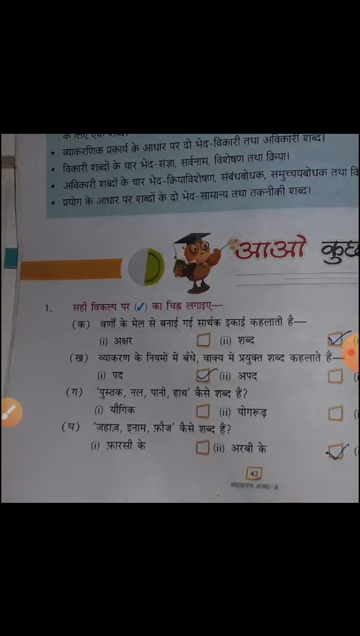 के लिए एक शब्द।
• व्याकरणिक प्रकार्य के आधार पर दो भेद-विकारी तथा अविकारी शब्द।
• विकारी शब्दों के चार भेद-संज्ञा, सर्वनाम, विशेषण तथा क्रिया।
• अविकारी शब्दों के चार भेद-क्रियाविशेषण, संबंधबोधक, समुच्चयबोधक तथा वि
• प्रयोग के आधार पर शब्दों के दो भेद-सामान्य तथा तकनीकी शब्द।
आओ कुछ
1. सही विकल्प पर (✓) का चिह्न लगाइए—
(क) वर्णों के मेल से बनाई गई सार्थक इकाई कहलाती है—
(i) अक्षर (ii) शब्द
(ख) व्याकरण के नियमों में बँधे, वाक्य में प्रयुक्त शब्द कहलाते हैं—
(i) पद (ii) अपद
(ग) 'पुस्तक, नल, पानी, हाथ' कैसे शब्द है?
(i) यौगिक (ii) योगरूढ़
(घ) 'जहाज़, इनाम, फ़ौज' कैसे शब्द है?
(i) फ़ारसी के (ii) अरबी के
42